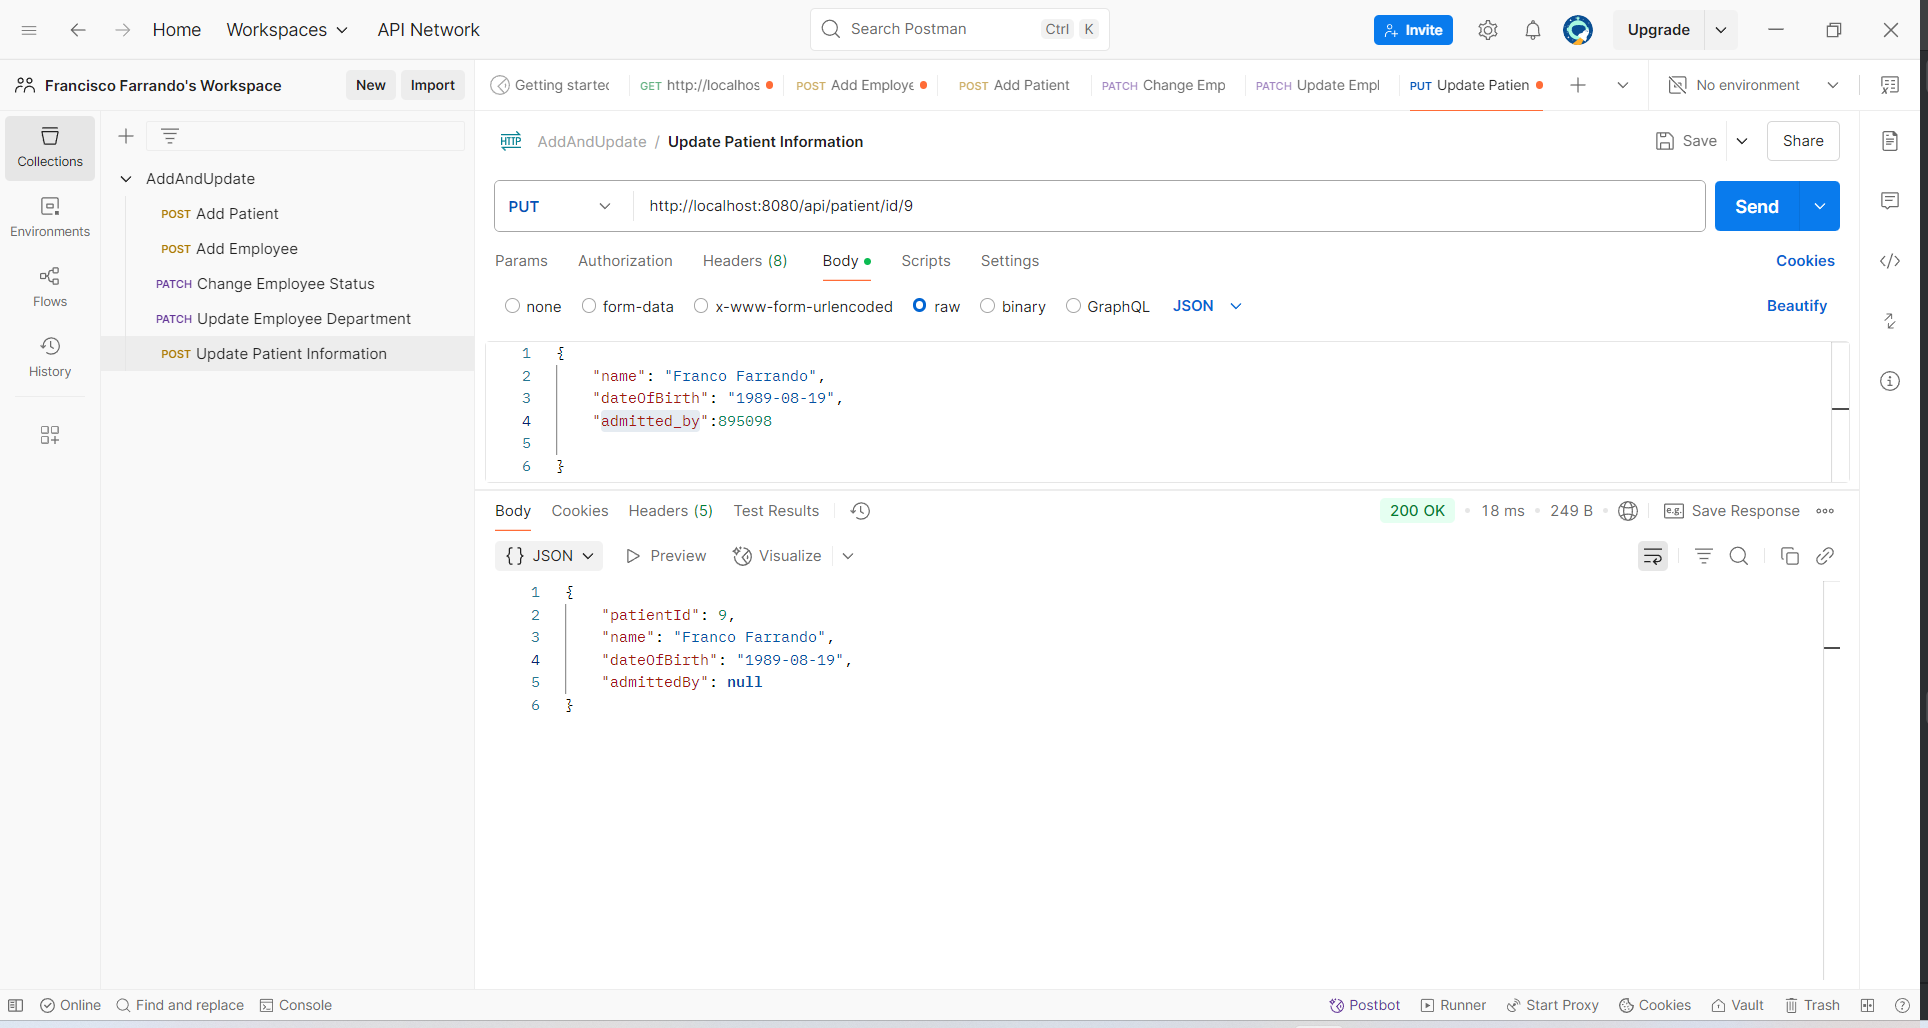 Home Workspaces API Network Search Postman Ctrl K Invite Upgrade
Francisco Farrando's Workspace New Import
Getting started GET http://localhos POST Add Employe POST Add Patient PATCH Change Emp PATCH Update Empl PUT Update Patien No environment
Collections
Environments
Flows
History
AddAndUpdate
POST Add Patient
POST Add Employee
PATCH Change Employee Status
PATCH Update Employee Department
POST Update Patient Information
HTTP AddAndUpdate / Update Patient Information Save Share
PUT http://localhost:8080/api/patient/id/9 Send
Params Authorization Headers (8) Body Scripts Settings Cookies
none form-data x-www-form-urlencoded raw binary GraphQL JSON Beautify
1 {
2 "name": "Franco Farrando",
3 "dateOfBirth": "1989-08-19",
4 "admitted_by":895098
5
6 }
Body Cookies Headers (5) Test Results 200 OK • 18 ms • 249 B • e.g. Save Response
{} JSON Preview Visualize
1 {
2 "patientId": 9,
3 "name": "Franco Farrando",
4 "dateOfBirth": "1989-08-19",
5 "admittedBy": null
6 }
Online Find and replace Console Postbot Runner Start Proxy Cookies Vault Trash